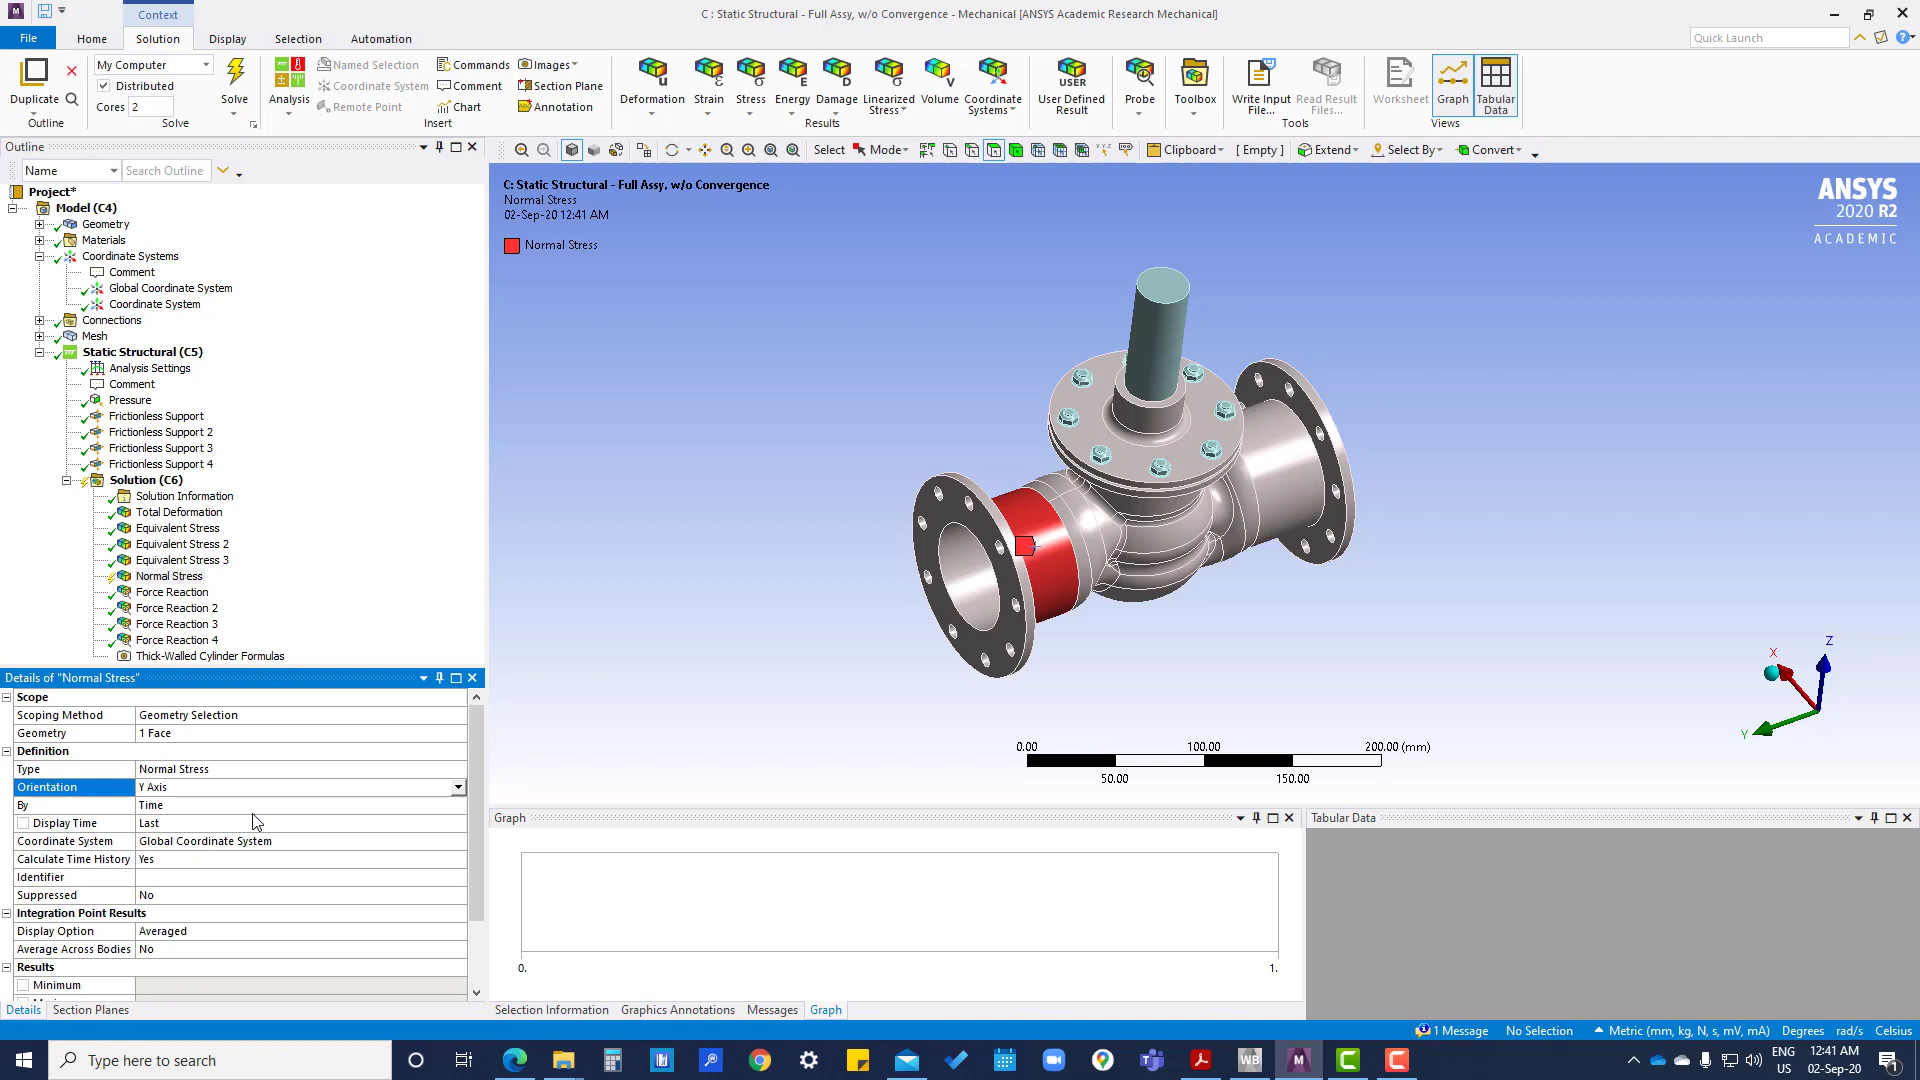 Context
C : Static Structural - Full Assy, w/o Convergence - Mechanical [ANSYS Academic Research Mechanical]
File Home Solution Display Selection Automation
Quick Launch
Duplicate
Outline
My Computer
Distributed
Cores 2
Solve
Solve
Analysis
Named Selection
Coordinate System
Remote Point
Commands
Comment
Chart
Images
Section Plane
Annotation
Insert
Deformation Strain Stress Energy Damage Linearized Stress Volume Coordinate Systems
Results
User Defined Result
Probe
Toolbox
Write Input File... Read Result Files...
Tools
Worksheet Graph Tabular Data
Views
Outline
Name Search Outline
Select Mode Clipboard [ Empty ] Extend Select By Convert
Project*
Model (C4)
Geometry
Materials
Coordinate Systems
Comment
Global Coordinate System
Coordinate System
Connections
Mesh
Static Structural (C5)
Analysis Settings
Comment
Pressure
Frictionless Support
Frictionless Support 2
Frictionless Support 3
Frictionless Support 4
Solution (C6)
Solution Information
Total Deformation
Equivalent Stress
Equivalent Stress 2
Equivalent Stress 3
Normal Stress
Force Reaction
Force Reaction 2
Force Reaction 3
Force Reaction 4
Thick-Walled Cylinder Formulas
C: Static Structural - Full Assy, w/o Convergence
Normal Stress
02-Sep-20 12:41 AM
Normal Stress
ANSYS
2020 R2
ACADEMIC
Z
X
Y
0.00 100.00 200.00 (mm)
50.00 150.00
Details of "Normal Stress"
Scope
Scoping Method Geometry Selection
Geometry 1 Face
Definition
Type Normal Stress
Orientation Y Axis
By Time
Display Time Last
Coordinate System Global Coordinate System
Calculate Time History Yes
Identifier
Suppressed No
Integration Point Results
Display Option Averaged
Average Across Bodies No
Results
Minimum
Details Section Planes
Graph
0. 1.
Tabular Data
Selection Information Graphics Annotations Messages Graph
1 Message No Selection Metric (mm, kg, N, s, mV, mA) Degrees rad/s Celsius
Type here to search
ENG
US
12:41 AM
02-Sep-20